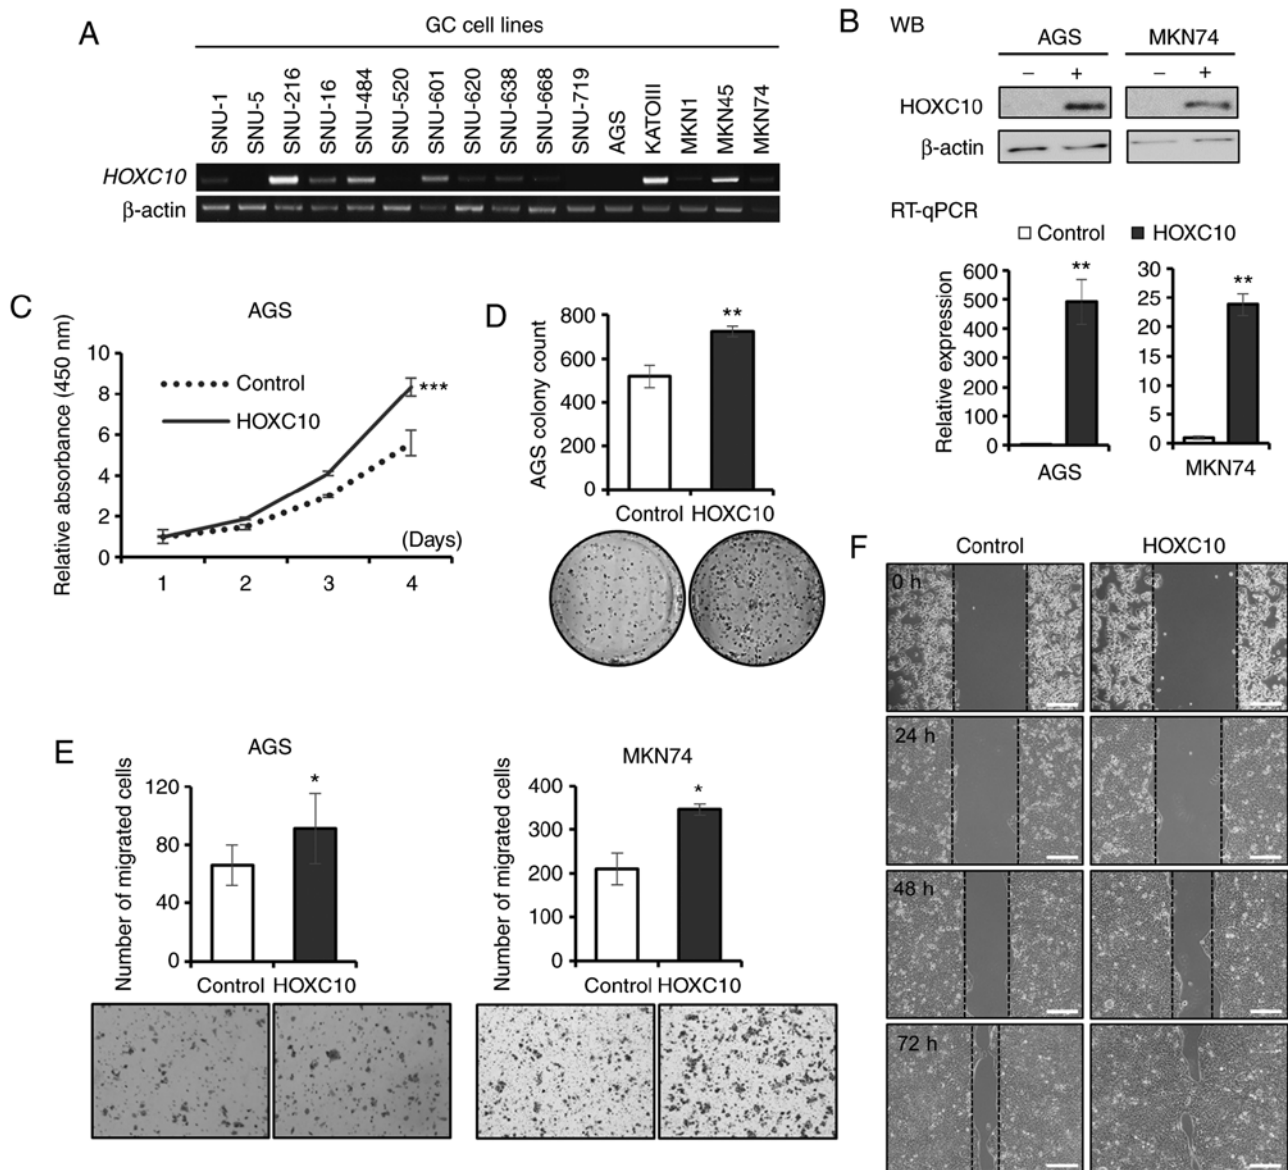 A
GC cell lines
SNU-1
SNU-5
SNU-216
SNU-16
SNU-484
SNU-520
SNU-601
SNU-620
SNU-638
SNU-668
SNU-719
AGS
KATOIII
MKN1
MKN45
MKN74
HOXC10
β-actin
B
WB
AGS
MKN74
− + − +
HOXC10
β-actin
RT-qPCR
Control HOXC10
Relative expression
600
500
400
300
200
100
0
**
AGS
30
25
20
15
10
5
0
**
MKN74
C
AGS
Relative absorbance (450 nm)
10
8
6
4
2
0
Control
HOXC10
***
(Days)
1 2 3 4
D
AGS colony count
800
600
400
200
0
**
Control HOXC10
E
AGS
Number of migrated cells
120
80
40
60
0
*
Control HOXC10
MKN74
Number of migrated cells
400
300
200
100
0
*
Control HOXC10
F
Control HOXC10
0 h
24 h
48 h
72 h